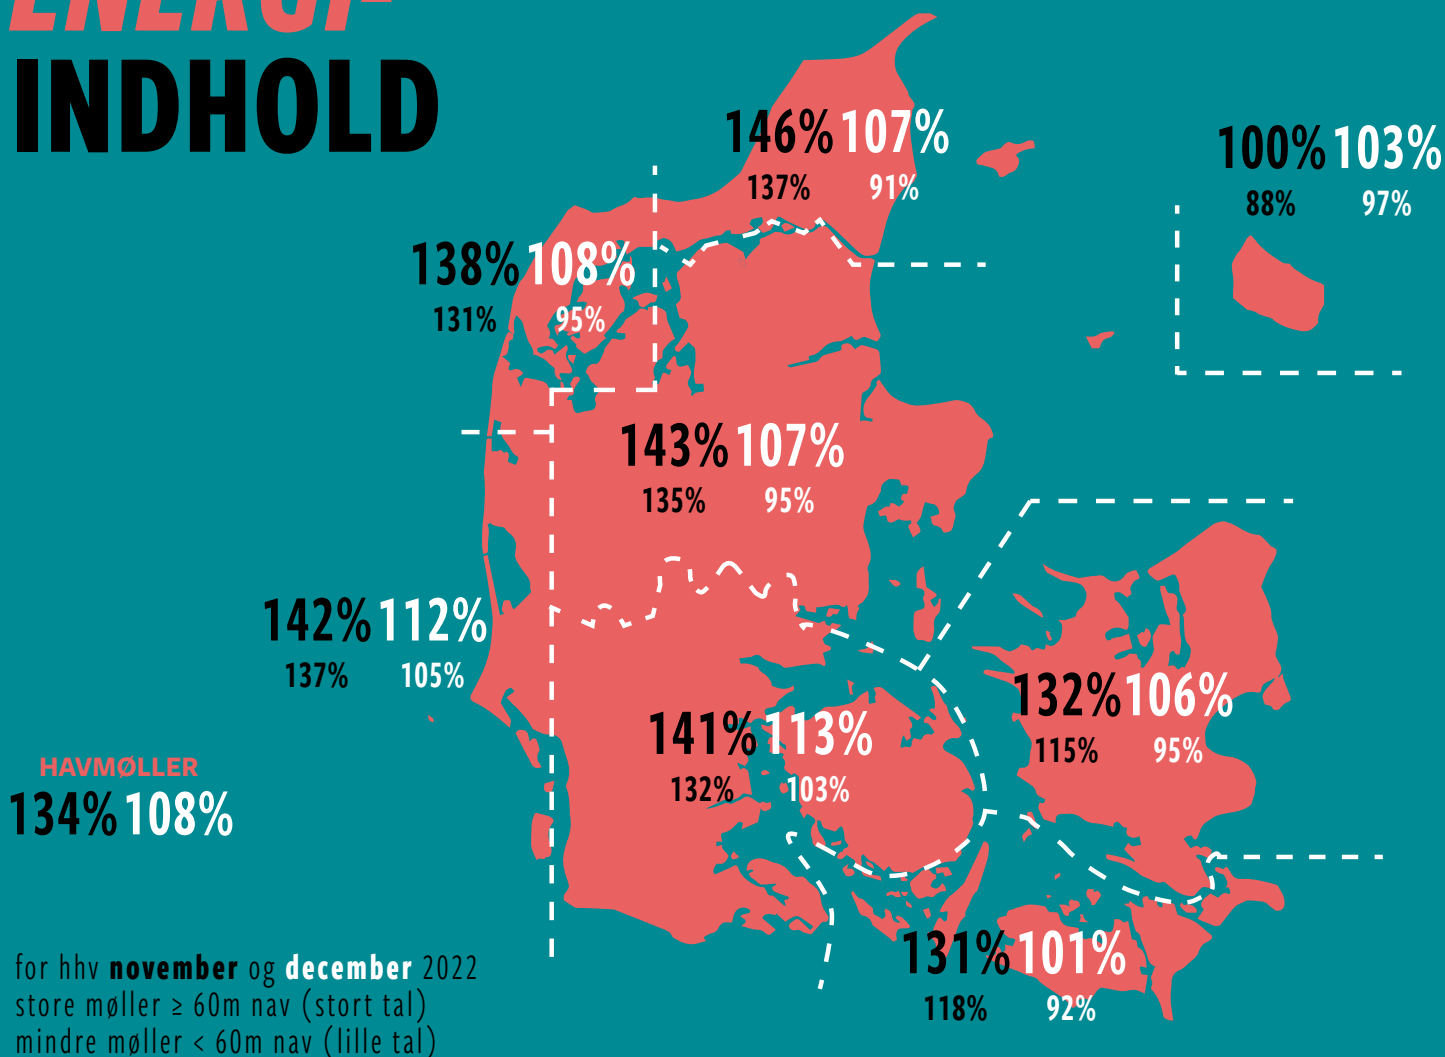 ENERGI-
INDHOLD
146% 107%
137% 91%
100% 103%
88% 97%
138% 108%
131% 95%
143% 107%
135% 95%
142% 112%
137% 105%
132% 106%
115% 95%
141% 113%
132% 103%
HAVMØLLER
134% 108%
131% 101%
118% 92%
for hhv november og december 2022
store møller ≥ 60m nav (stort tal)
mindre møller < 60m nav (lille tal)